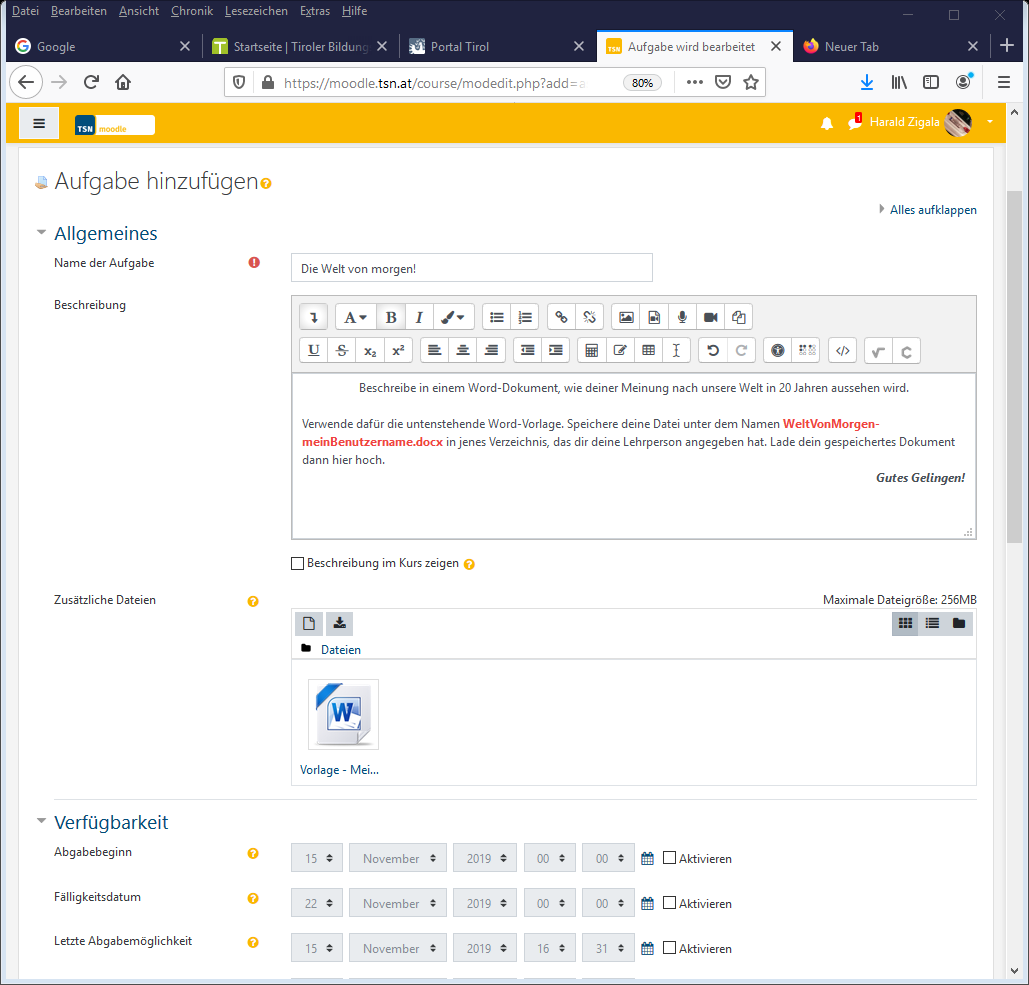 Datei Bearbeiten Ansicht Chronik Lesezeichen Extras Hilfe
Google Startseite | Tiroler Bildung Portal Tirol Aufgabe wird bearbeitet Neuer Tab
https://moodle.tsn.at/course/modedit.php?add=a 80%
TSN moodle 1 Harald Zigala
Aufgabe hinzufügen
Alles aufklappen
Allgemeines
Name der Aufgabe Die Welt von morgen!
Beschreibung
Beschreibe in einem Word-Dokument, wie deiner Meinung nach unsere Welt in 20 Jahren aussehen wird.
Verwende dafür die untenstehende Word-Vorlage. Speichere deine Datei unter dem Namen WeltVonMorgen-
meinBenutzername.docx in jenes Verzeichnis, das dir deine Lehrperson angegeben hat. Lade dein gespeichertes Dokument
dann hier hoch.
Gutes Gelingen!
Beschreibung im Kurs zeigen
Zusätzliche Dateien Maximale Dateigröße: 256MB
Dateien
Vorlage - Mei...
Verfügbarkeit
Abgabebeginn 15 November 2019 00 00 Aktivieren
Fälligkeitsdatum 22 November 2019 00 00 Aktivieren
Letzte Abgabemöglichkeit 15 November 2019 16 31 Aktivieren